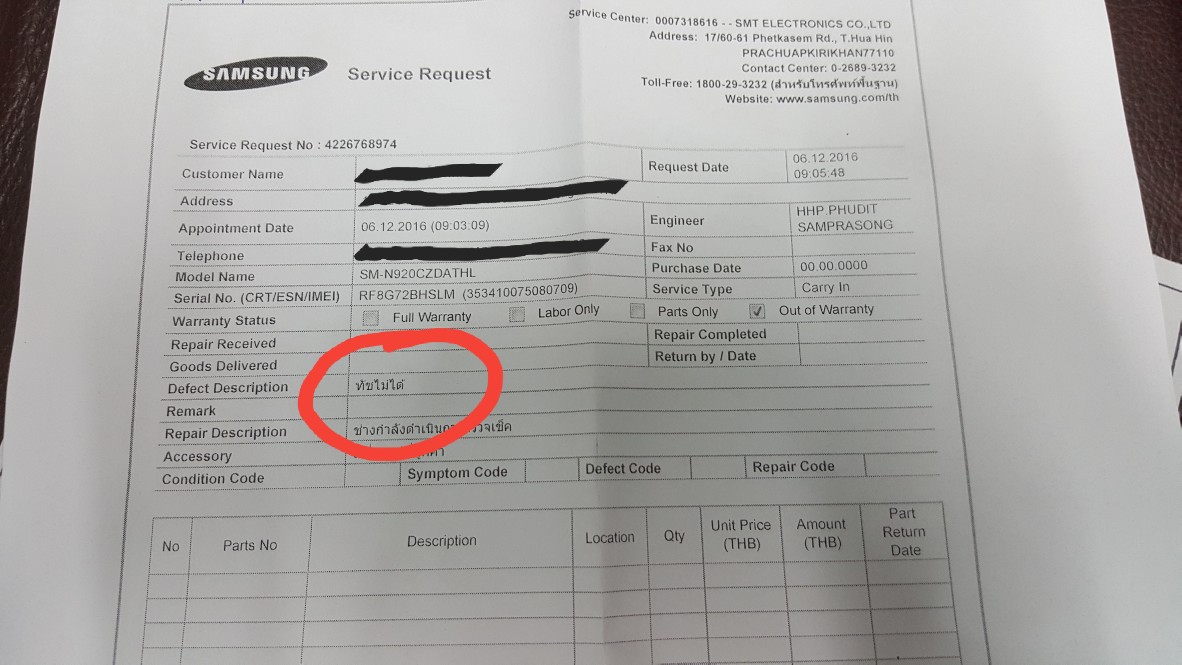 Service Center: 0007318616 - - SMT ELECTRONICS CO.,LTD
Address: 17/60-61 Phetkasem Rd., T.Hua Hin
PRACHUAPKIRIKHAN77110
Contact Center: 0-2689-3232
Toll-Free: 1800-29-3232 (สำหรับโทรศัพท์พื้นฐาน)
Website: www.samsung.com/th
SAMSUNG Service Request
Service Request No : 4226768974
Customer Name Request Date 06.12.2016 09:05:48
Address
Appointment Date 06.12.2016 (09:03:09) Engineer HHP PHUDIT SAMPRASONG
Telephone Fax No
Model Name SM-N920CZDATHL Purchase Date 00.00.0000
Serial No. (CRT/ESN/IMEI) RF8G72BHSLM (353410075080709) Service Type Carry In
Warranty Status Full Warranty Labor Only Parts Only Out of Warranty
Repair Received Repair Completed
Goods Delivered Return by / Date
Defect Description ทัชไม่ได้
Remark
Repair Description ช่างกำลังดำเนิน
Accessory
Condition Code Symptom Code Defect Code Repair Code
No Parts No Description Location Qty Unit Price (THB) Amount (THB) Part Return Date